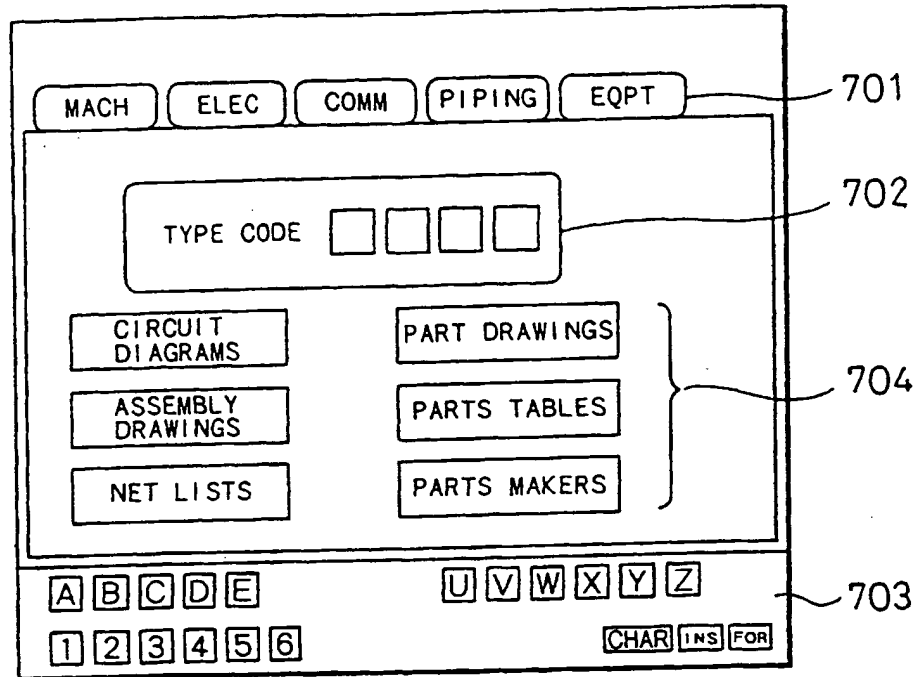 MACH ELEC COMM PIPING EQPT 701
TYPE CODE 702
CIRCUIT DIAGRAMS
PART DRAWINGS
704
ASSEMBLY DRAWINGS
PARTS TABLES
NET LISTS
PARTS MAKERS
A B C D E U V W X Y Z 703
1 2 3 4 5 6 CHAR INS FOR